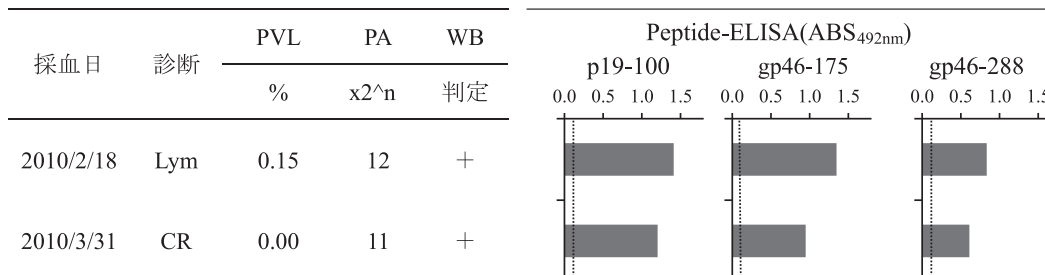 採血日 診断 PVL PA WB
% x2^n 判定
2010/2/18 Lym 0.15 12 +
2010/3/31 CR 0.00 11 +
Peptide-ELISA(ABS492nm)
p19-100 gp46-175 gp46-288
0.0 0.5 1.0 1.5 0.0 0.5 1.0 1.5 0.0 0.5 1.0 1.5